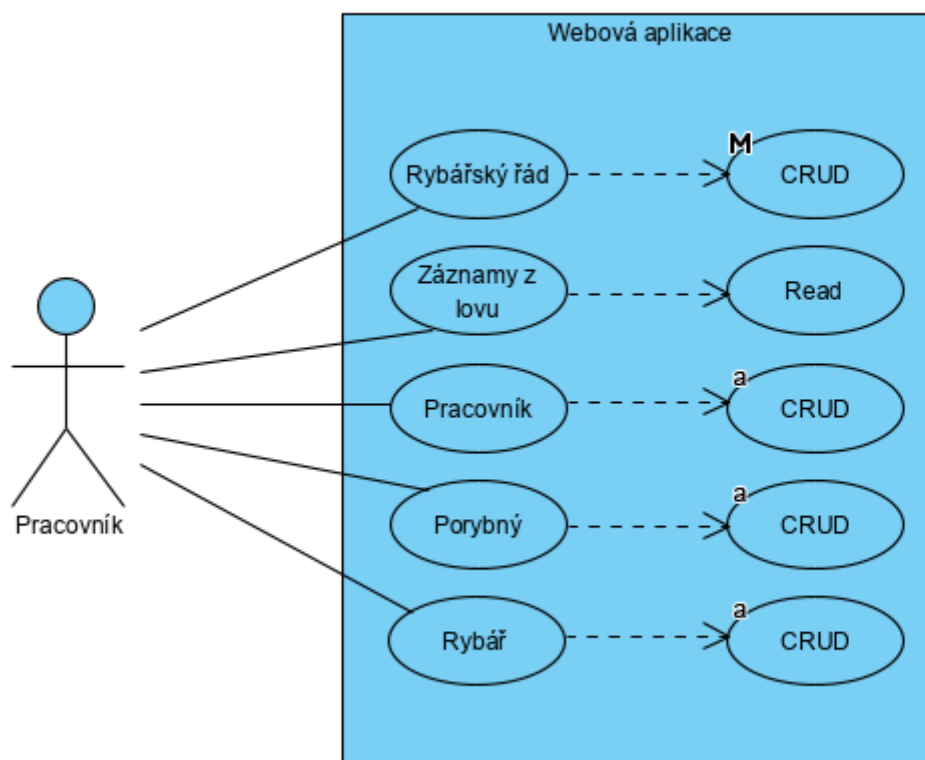 Webová aplikace
M
Rybářský řád
CRUD
Záznamy z
lovu
Read
a
Pracovník
CRUD
a
Porybný
CRUD
a
Rybář
CRUD
Pracovník